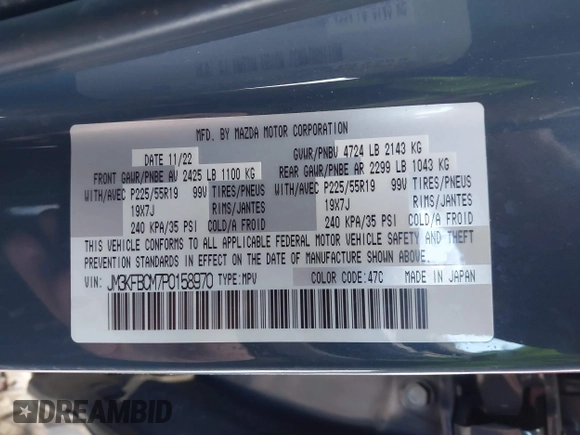 MFD. BY MAZDA MOTOR CORPORATION
DATE 11/22
GVWR/PNBV 4724 LB 2143 KG
FRONT GAWR/PNBE AV 2425 LB 1100 KG
REAR GAWR/PNBE AR 2299 LB 1043 KG
WITH/AVEC P225/55R19 99V TIRES/PNEUS
WITH/AVEC P225/55R19 99V TIRES/PNEUS
19X7J RIMS/JANTES
19X7J RIMS/JANTES
240 KPA/35 PSI COLD/A FROID
240 KPA/35 PSI COLD/A FROID
THIS VEHICLE CONFORMS TO ALL APPLICABLE FEDERAL MOTOR VEHICLE SAFETY AND THEFT
PREVENTION STANDARDS IN EFFECT ON THE DATE OF MANUFACTURE SHOWN ABOVE.
VIN: JM3KFBCM7P0158970 TYPE:MPV COLOR CODE:47C MADE IN JAPAN
DREAMBID